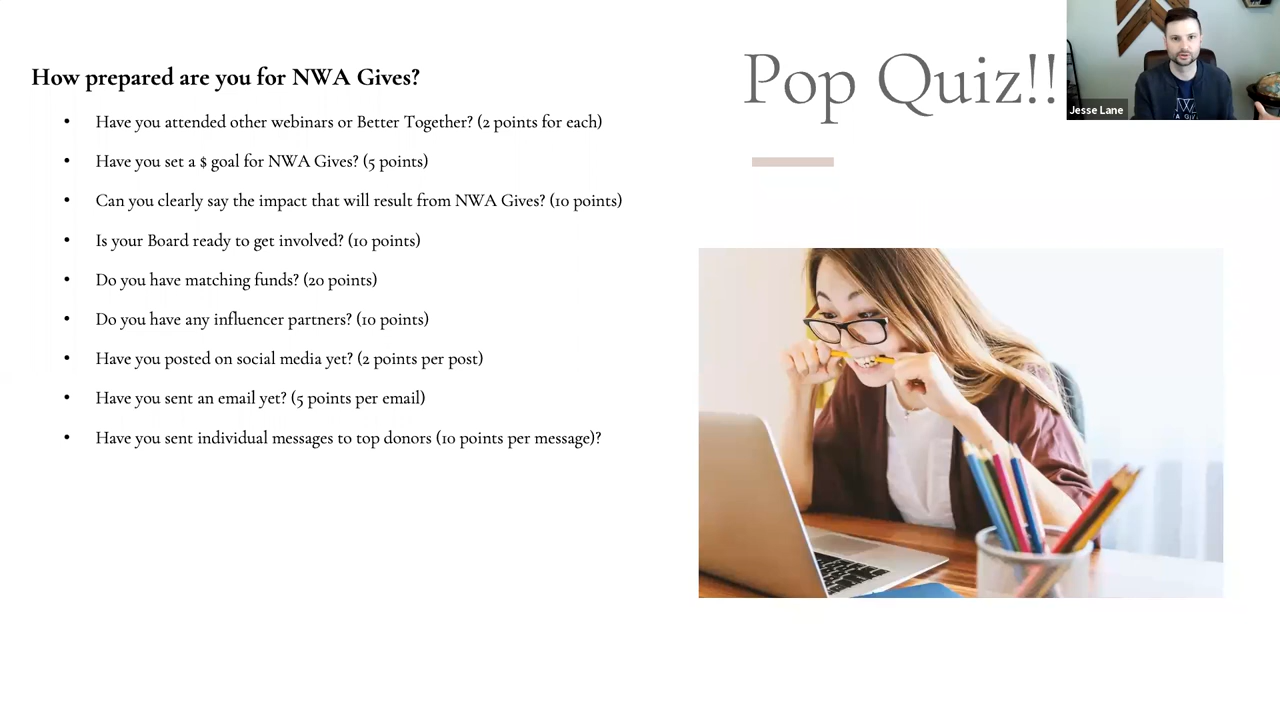 How prepared are you for NWA Gives?
• Have you attended other webinars or Better Together? (2 points for each)
• Have you set a $ goal for NWA Gives? (5 points)
• Can you clearly say the impact that will result from NWA Gives? (10 points)
• Is your Board ready to get involved? (10 points)
• Do you have matching funds? (20 points)
• Do you have any influencer partners? (10 points)
• Have you posted on social media yet? (2 points per post)
• Have you sent an email yet? (5 points per email)
• Have you sent individual messages to top donors (10 points per message)?
Pop Quiz!!
Jesse Lane